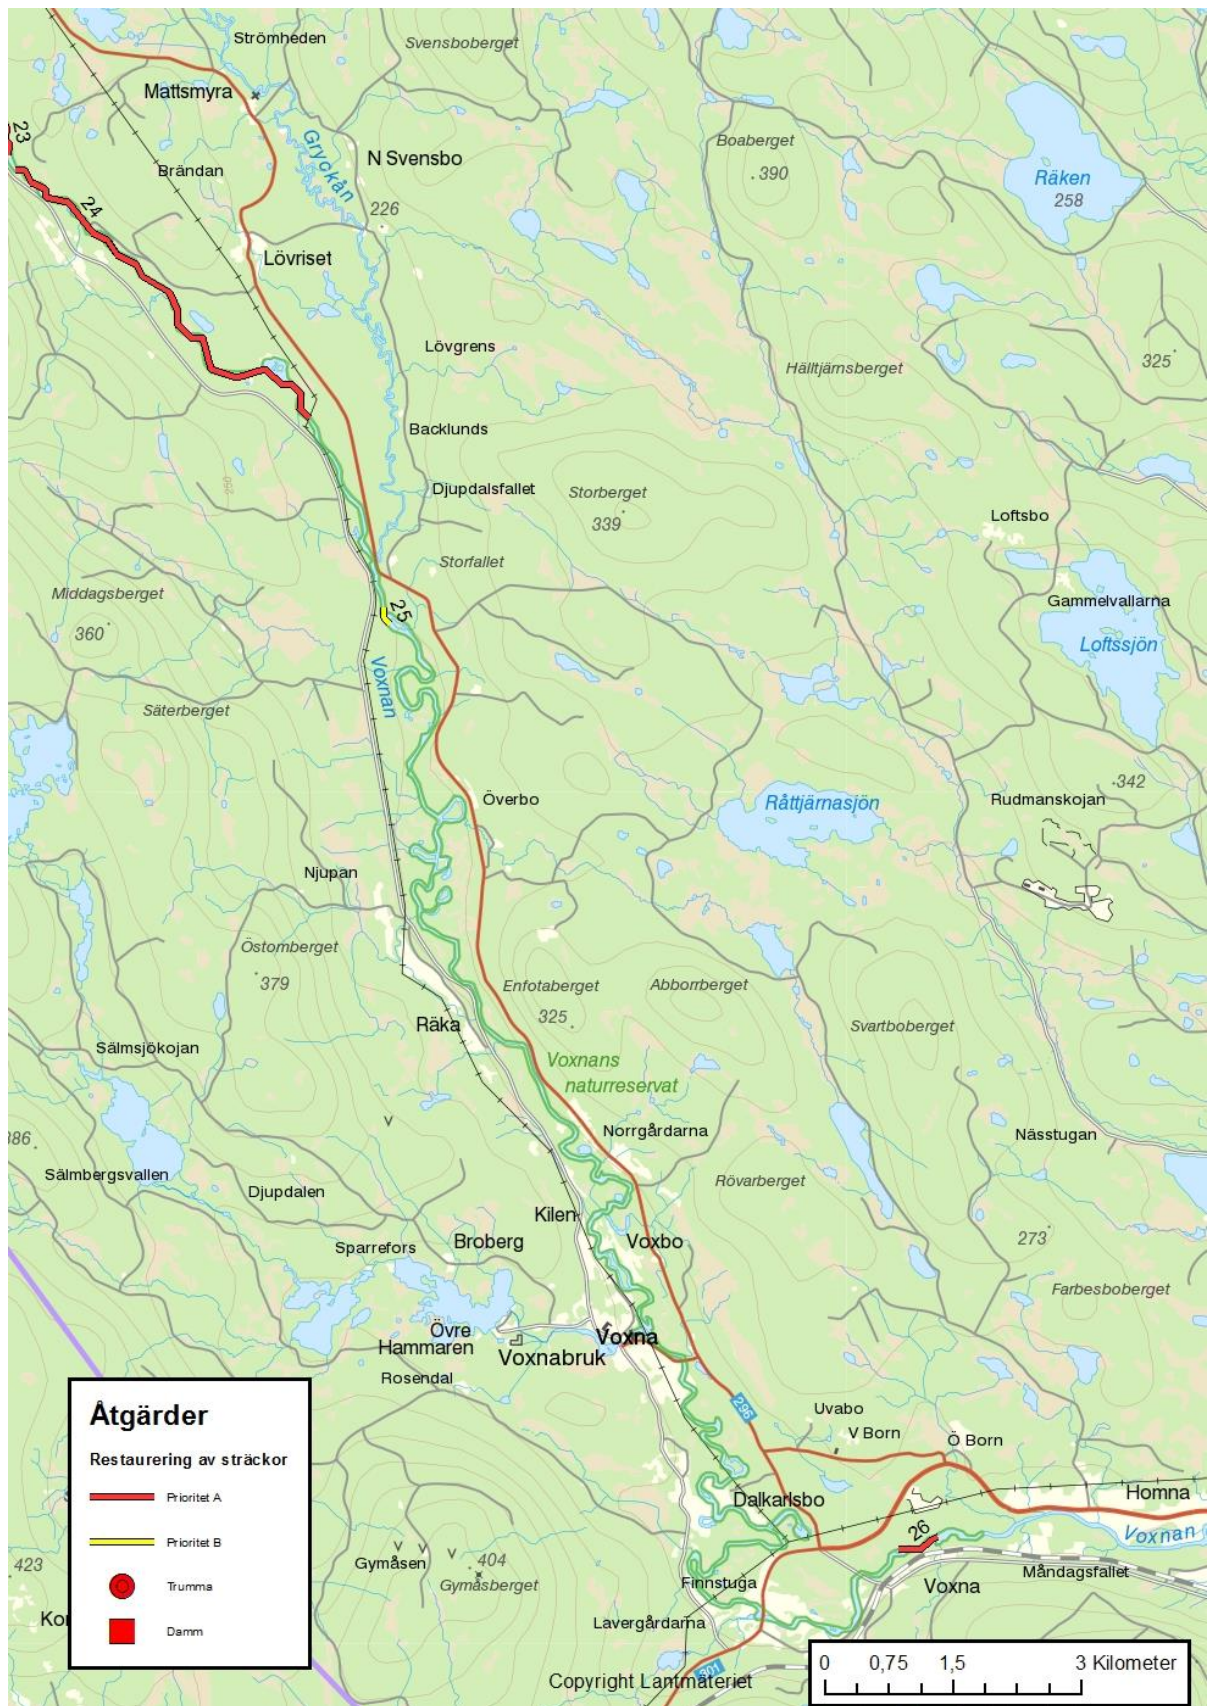 Strömheden
Svensboberget
Mattsmyra
Gryckån
23
Boaberget
390
N Svensbo
Brändan
Räken
258
24
226
Lövriset
Lövgrens
Hälltjärnsberget
325
Backlunds
Djupdalsfallet
Storberget
339
Loftsbo
Storfallet
Middagsberget
360
25
Gammelvallarna
Loftssjön
Voxnan
Säterberget
342
Överbo
Råttjärnasjön
Rudmanskojan
Njupan
Östomberget
379
Enfotaberget
325
Abborrberget
Svartboberget
Räka
Sälmsjökojan
Voxnans
naturreservat
Norrgårdarna
Nässtugan
386
Sälmbergsvallen
Djupdalen
Rövarberget
Kilen
273
Sparrefors
Broberg
Voxbo
Farbesboberget
Övre
Hammaren
Voxna
Voxnabruk
Rosendal
296
Uvabo
V Born
Ö Born
Dalkarlsbo
Homna
Voxnan
26
Gymåsen
404
Gymåsberget
Finnstuga
Voxna
Måndagsfallet
423
Lavergårdarna
301
Copyright Lantmäteriet
Åtgärder
Restaurering av sträckor
Prioritet A
Prioritet B
Trumma
Damm
0 0,75 1,5 3 Kilometer